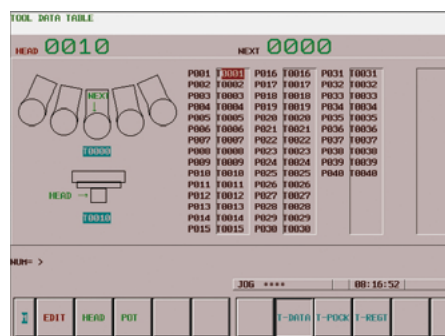 TOOL DATA TABLE
HEAD 0010 NEXT 0000
P001 T0001 P016 T0016 P031 T0031
P002 T0002 P017 T0017 P032 T0032
P003 T0003 P018 T0018 P033 T0033
P004 T0004 P019 T0019 P034 T0034
P005 T0005 P020 T0020 P035 T0035
P006 T0006 P021 T0021 P036 T0036
P007 T0007 P022 T0022 P037 T0037
P008 T0008 P023 T0023 P038 T0038
P009 T0009 P024 T0024 P039 T0039
P010 T0010 P025 T0025 P040 T0040
P011 T0011 P026 T0026
P012 T0012 P027 T0027
P013 T0013 P028 T0028
P014 T0014 P029 T0029
P015 T0015 P030 T0030
NEXT
T0000
HEAD
T0010
NUM= >
JOG **** 08:16:52
EDIT HEAD POT T-DATA T-POCK T-REGT